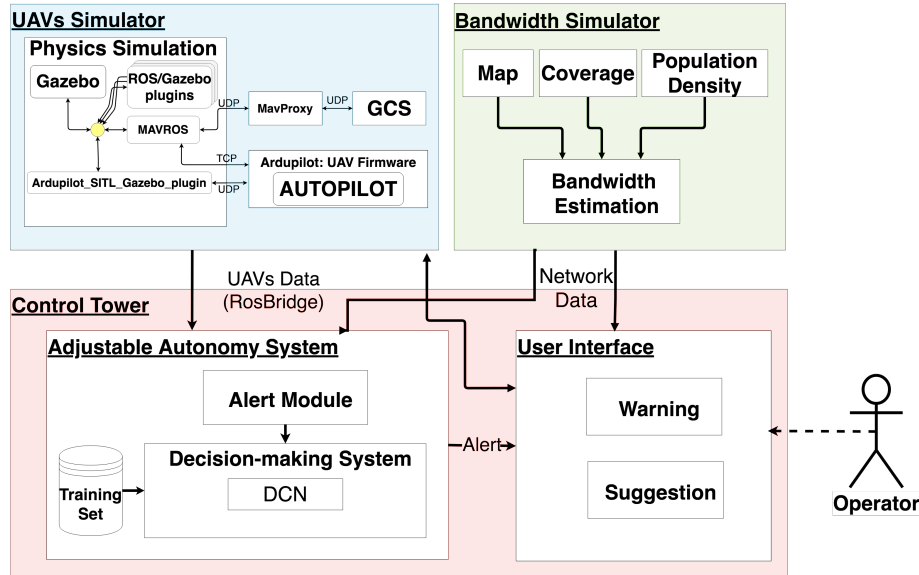 UAVs Simulator
Physics Simulation
Gazebo
ROS/Gazebo
plugins
MAVROS
Ardupilot_SITL_Gazebo_plugin
UDP
MavProxy
UDP
GCS
TCP
UDP
Ardupilot: UAV Firmware
AUTOPILOT
Bandwidth Simulator
Map
Coverage
Population
Density
Bandwidth
Estimation
UAVs Data
(RosBridge)
Network
Data
Control Tower
Adjustable Autonomy System
Alert Module
Decision-making System
DCN
Training
Set
Alert
User Interface
Warning
Suggestion
Operator